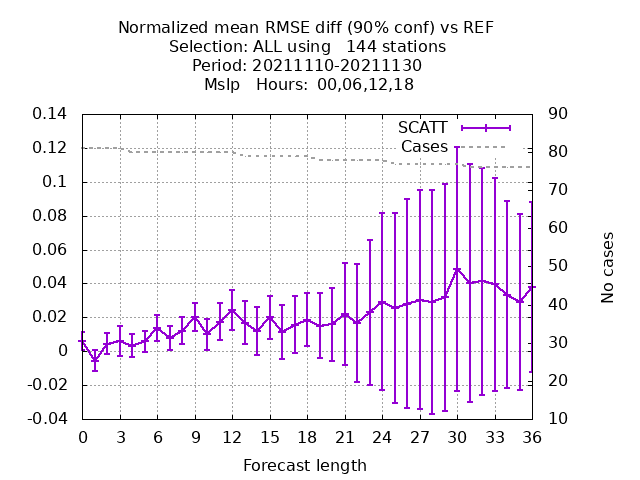 Normalized mean RMSE diff (90% conf) vs REF
Selection: ALL using   144 stations
Period: 20211110-20211130
Mslp   Hours:  00,06,12,18
SCATT
Cases
0.14
0.12
0.1
0.08
0.06
0.04
0.02
0
-0.02
-0.04
90
80
70
60
50
40
30
20
10
No cases
0 3 6 9 12 15 18 21 24 27 30 33 36
Forecast length